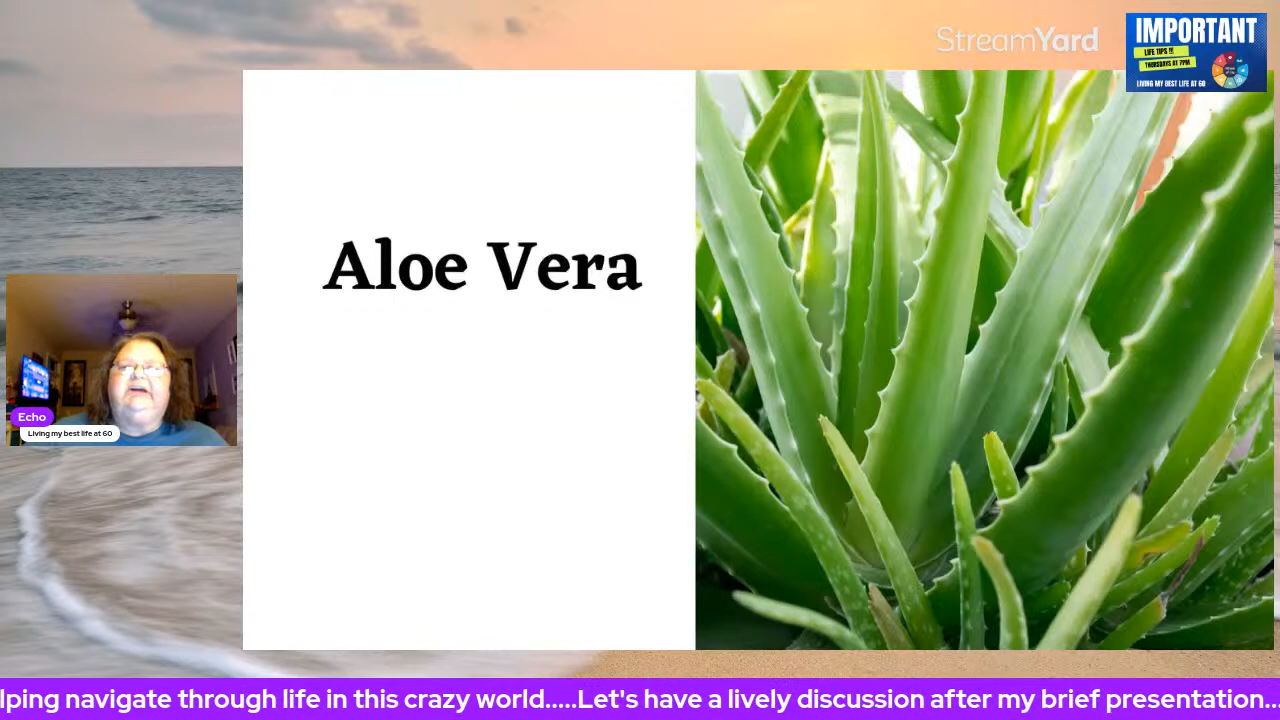 StreamYard
IMPORTANT
LIFE TIPS !!!
THURSDAYS AT 7PM
LIVING MY BEST LIFE AT 60
Aloe Vera
Echo
Living my best life at 60
lping navigate through life in this crazy world.....Let's have a lively discussion after my brief presentation...